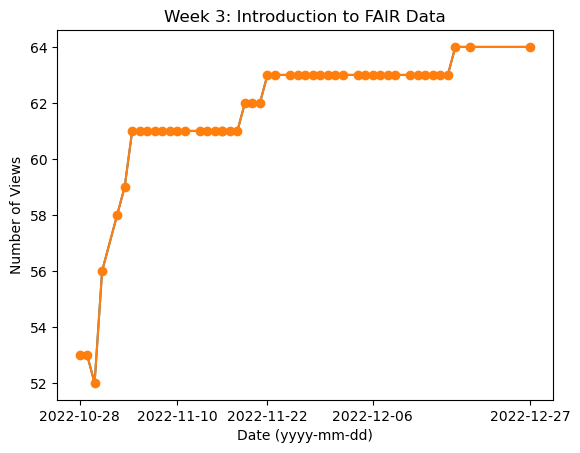 Week 3: Introduction to FAIR Data
Number of Views
64
62
60
58
56
54
52
2022-10-28 2022-11-10 2022-11-22 2022-12-06 2022-12-27
Date (yyyy-mm-dd)